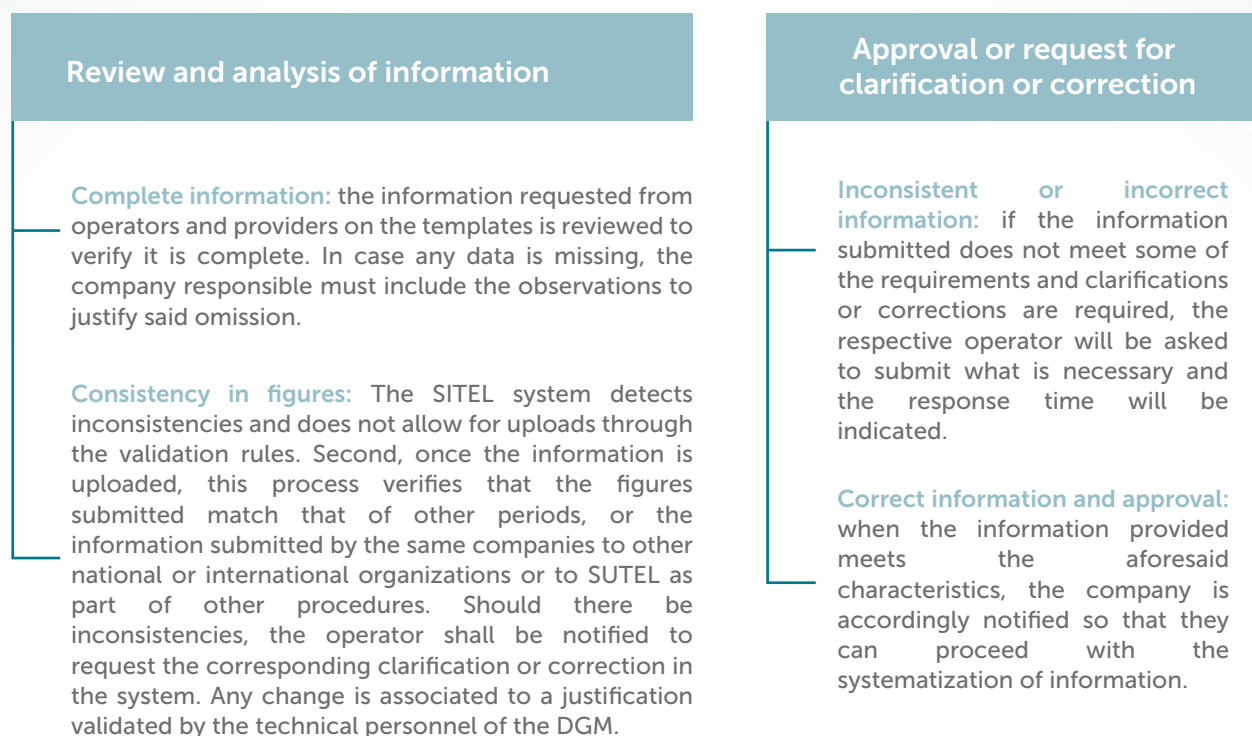 Review and analysis of information
Complete information: the information requested from
operators and providers on the templates is reviewed to
verify it is complete. In case any data is missing, the
company responsible must include the observations to
justify said omission.
Consistency in figures: The SITEL system detects
inconsistencies and does not allow for uploads through
the validation rules. Second, once the information is
uploaded, this process verifies that the figures
submitted match that of other periods, or the
information submitted by the same companies to other
national or international organizations or to SUTEL as
part of other procedures. Should there be
inconsistencies, the operator shall be notified to
request the corresponding clarification or correction in
the system. Any change is associated to a justification
validated by the technical personnel of the DGM.
Approval or request for
clarification or correction
Inconsistent or incorrect
information: if the information
submitted does not meet some of
the requirements and clarifications
or corrections are required, the
respective operator will be asked
to submit what is necessary and
the response time will be
indicated.
Correct information and approval:
when the information provided
meets the aforesaid
characteristics, the company is
accordingly notified so that they
can proceed with the
systematization of information.